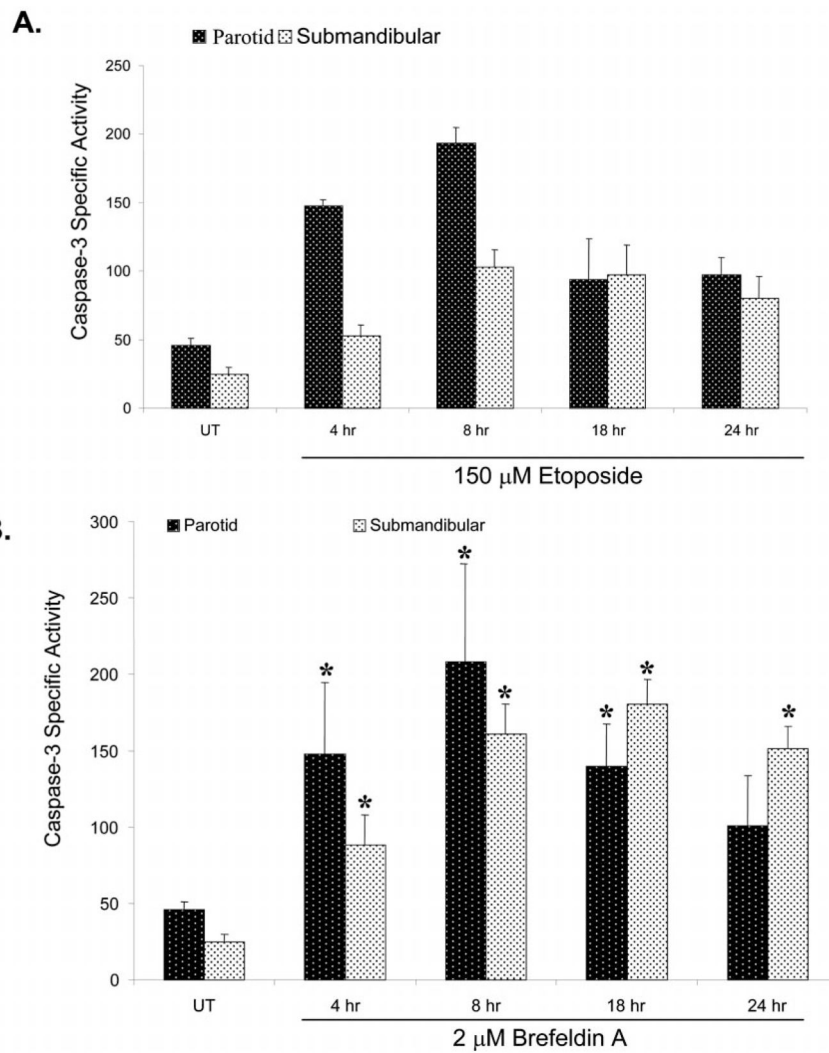 A.
Parotid Submandibular
250
200
150
100
50
0
Caspase-3 Specific Activity
UT 4 hr 8 hr 18 hr 24 hr
150 μM Etoposide
B.
Parotid Submandibular
300
250
200
150
100
50
0
Caspase-3 Specific Activity
* * * * * * *
UT 4 hr 8 hr 18 hr 24 hr
2 μM Brefeldin A